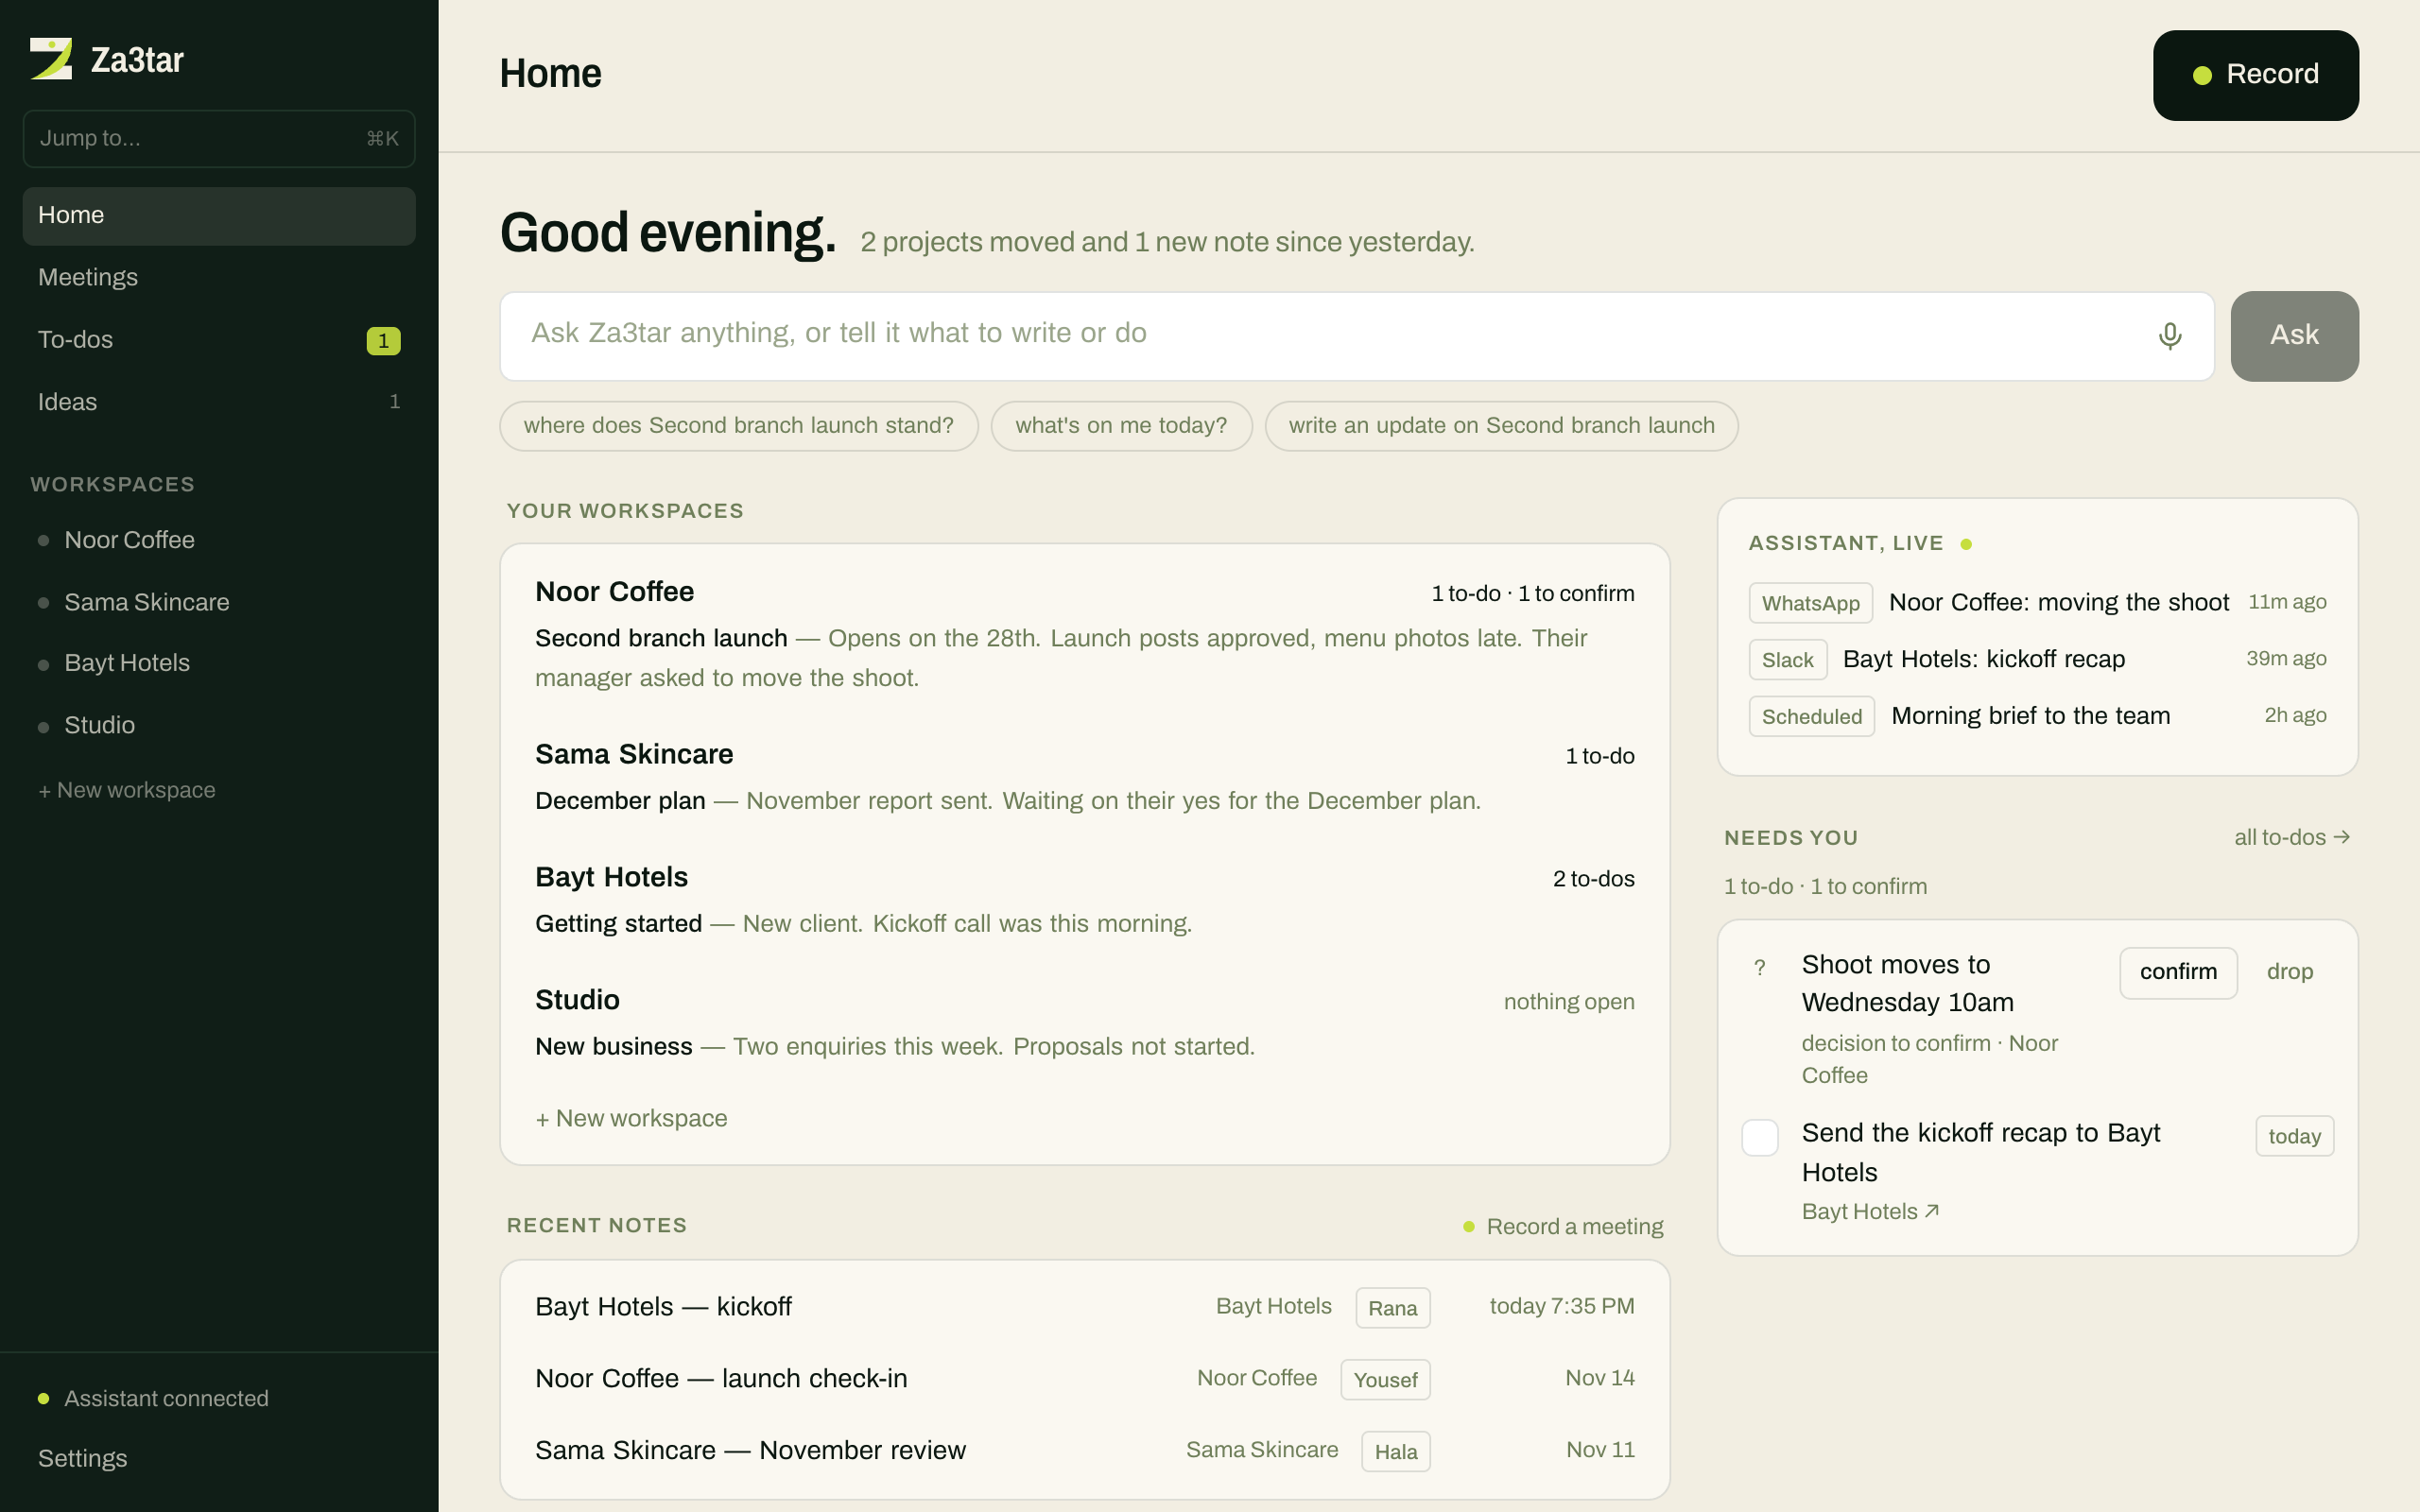 Za3tar
Jump to... ⌘K
Home
Meetings
To-dos 1
Ideas 1
WORKSPACES
Noor Coffee
Sama Skincare
Bayt Hotels
Studio
+ New workspace
Assistant connected
Settings
Home
Record
Good evening. 2 projects moved and 1 new note since yesterday.
Ask Za3tar anything, or tell it what to write or do
Ask
where does Second branch launch stand? what's on me today? write an update on Second branch launch
YOUR WORKSPACES
Noor Coffee 1 to-do · 1 to confirm
Second branch launch — Opens on the 28th. Launch posts approved, menu photos late. Their
manager asked to move the shoot.
Sama Skincare 1 to-do
December plan — November report sent. Waiting on their yes for the December plan.
Bayt Hotels 2 to-dos
Getting started — New client. Kickoff call was this morning.
Studio nothing open
New business — Two enquiries this week. Proposals not started.
+ New workspace
RECENT NOTES Record a meeting
Bayt Hotels — kickoff Bayt Hotels Rana today 7:35 PM
Noor Coffee — launch check-in Noor Coffee Yousef Nov 14
Sama Skincare — November review Sama Skincare Hala Nov 11
ASSISTANT, LIVE
WhatsApp Noor Coffee: moving the shoot 11m ago
Slack Bayt Hotels: kickoff recap 39m ago
Scheduled Morning brief to the team 2h ago
NEEDS YOU all to-dos →
1 to-do · 1 to confirm
? Shoot moves to confirm drop
Wednesday 10am
decision to confirm · Noor
Coffee
Send the kickoff recap to Bayt today
Hotels
Bayt Hotels ↗